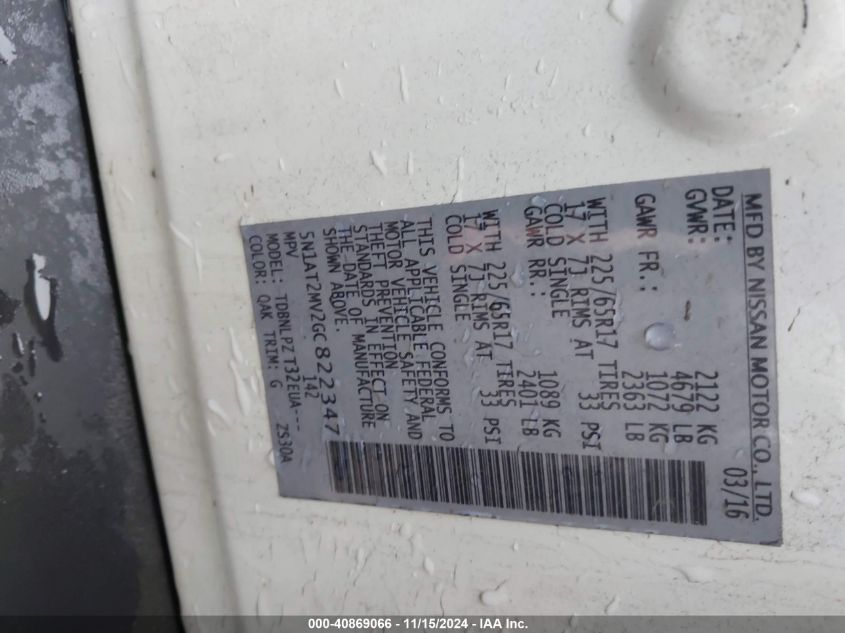 MFD BY NISSAN MOTOR CO., LTD.
DATE: 03/16
GVWR: 2122 KG
4679 LB
GAWR FR.: 1072 KG
2363 LB
WITH 225/65R17 TIRES
17 X 7J RIMS AT 33 PSI
COLD SINGLE
GAWR RR.: 1089 KG
2401 LB
WITH 225/65R17 TIRES
17 X 7J RIMS AT 33 PSI
COLD SINGLE
THIS VEHICLE CONFORMS TO
ALL APPLICABLE FEDERAL
MOTOR VEHICLE SAFETY AND
THEFT PREVENTION
STANDARDS IN EFFECT ON
THE DATE OF MANUFACTURE
SHOWN ABOVE.
5N1AT2MV2GC822347
MPV 142
MODEL: TDBNLPZ T32EUA---
COLOR: QAK TRIM: G ZS30A
000-40869066 - 11/15/2024 - IAA Inc.